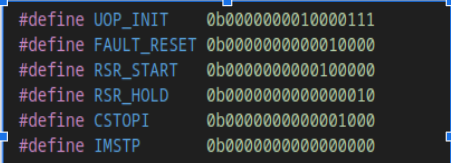 #define UOP_INIT 0b0000000010000111
#define FAULT_RESET 0b0000000000010000
#define RSR_START 0b0000000000100000
#define RSR_HOLD 0b0000000000000010
#define CSTOPI 0b0000000000001000
#define IMSTP 0b0000000000000000